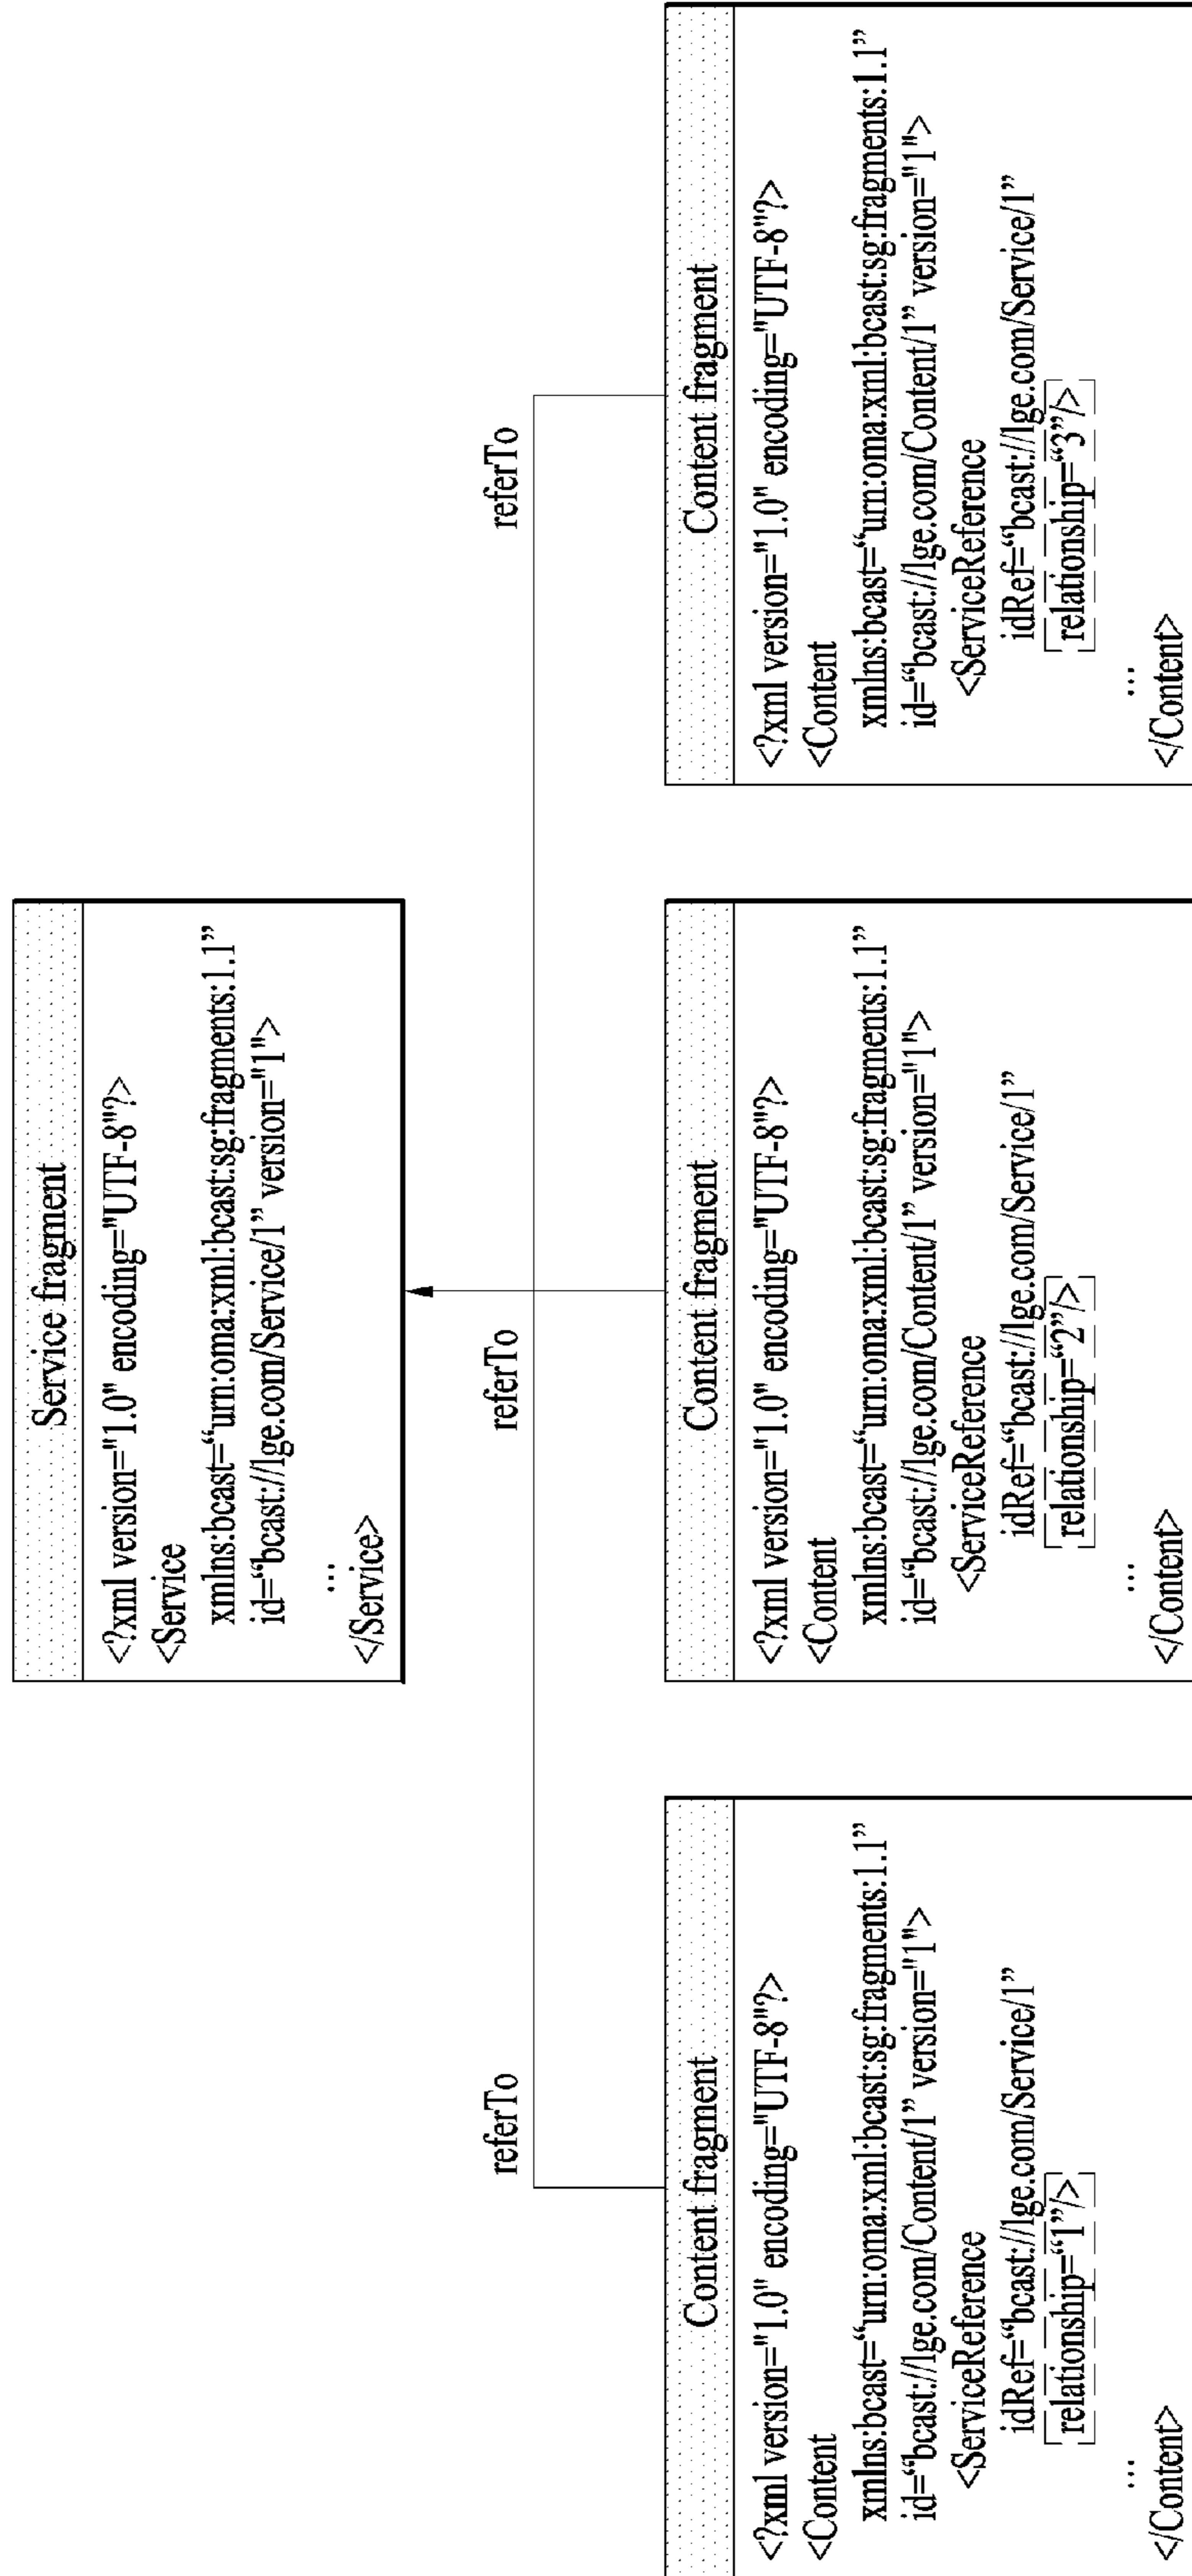 Service fragment
<?xml version="1.0" encoding="UTF-8"?>
<Service
xmlns:bcast=“urn:oma:xml:bcast:sg:fragments:1.1”
id=“bcast://lge.com/Service/1” version="1">
...
</Service>
referTo
referTo
referTo
Content fragment
<?xml version="1.0" encoding="UTF-8"?>
<Content
xmlns:bcast=“urn:oma:xml:bcast:sg:fragments:1.1”
id=“bcast://lge.com/Content/1” version="1">
<ServiceReference
idRef=“bcast://lge.com/Service/1”
relationship=“1”/>
...
</Content>
Content fragment
<?xml version="1.0" encoding="UTF-8"?>
<Content
xmlns:bcast=“urn:oma:xml:bcast:sg:fragments:1.1”
id=“bcast://lge.com/Content/1” version="1">
<ServiceReference
idRef=“bcast://lge.com/Service/1”
relationship=“2”/>
...
</Content>
Content fragment
<?xml version="1.0" encoding="UTF-8"?>
<Content
xmlns:bcast=“urn:oma:xml:bcast:sg:fragments:1.1”
id=“bcast://lge.com/Content/1” version="1">
<ServiceReference
idRef=“bcast://lge.com/Service/1”
relationship=“3”/>
...
</Content>